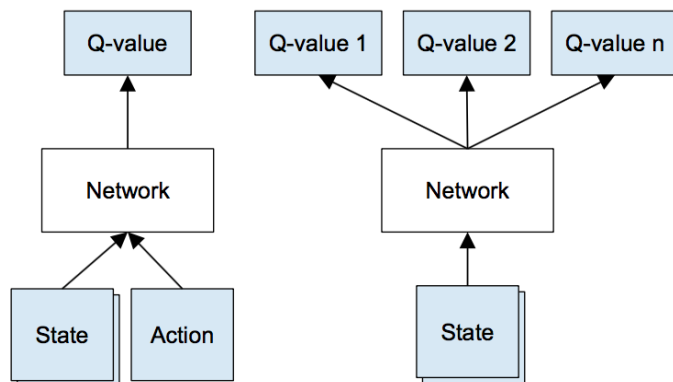 Q-value
Network
State
Action
Q-value 1
Q-value 2
Q-value n
Network
State